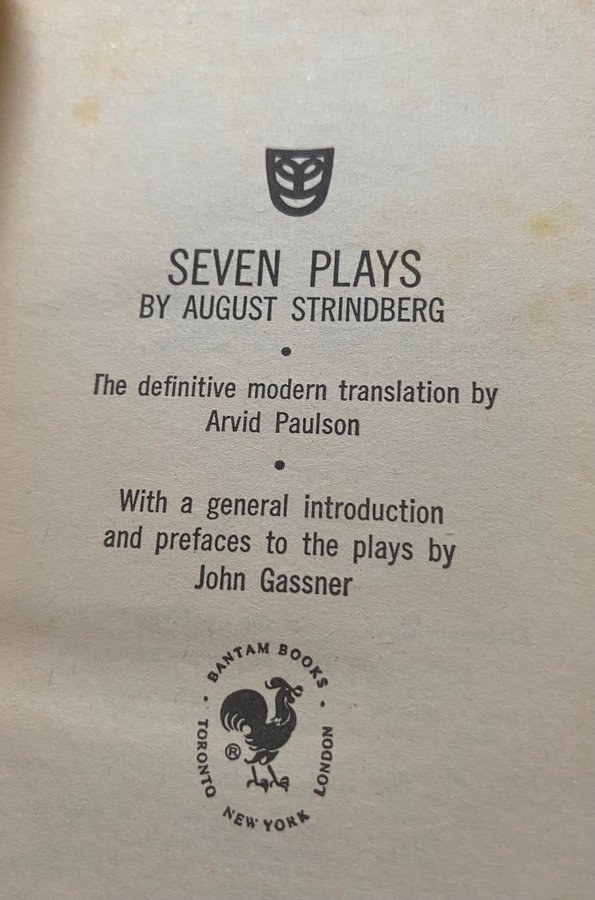 SEVEN PLAYS
BY AUGUST STRINDBERG
•
The definitive modern translation by
Arvid Paulson
•
With a general introduction
and prefaces to the plays by
John Gassner
• BANTAM BOOKS •
®
TORONTO
NEW YORK
LONDON